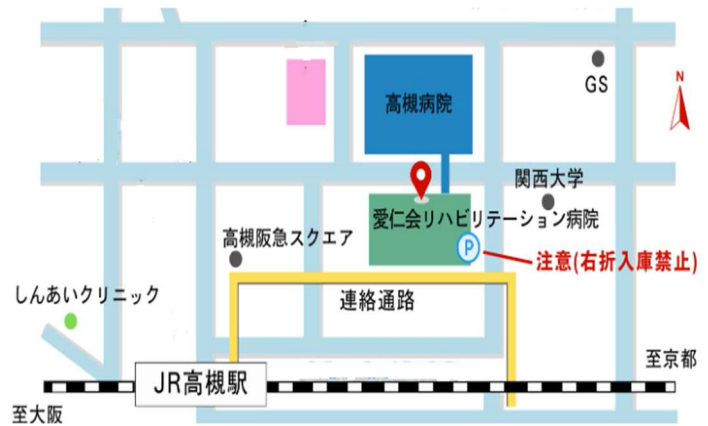 GS
N
高槻病院
関西大学
愛仁会リハビリテーション病院
高槻阪急スクエア
P
注意(右折入庫禁止)
しんあいクリニック
連絡通路
至京都
JR高槻駅
至大阪